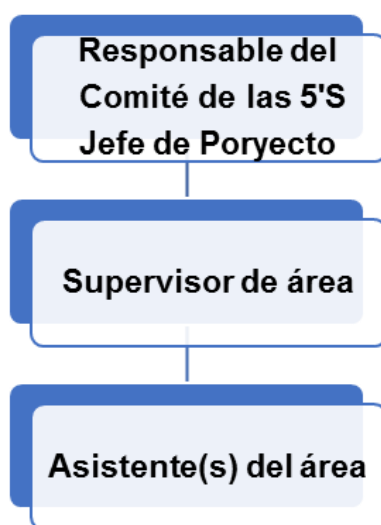 Responsable del
Comité de las 5'S
Jefe de Poryecto
Supervisor de área
Asistente(s) del área